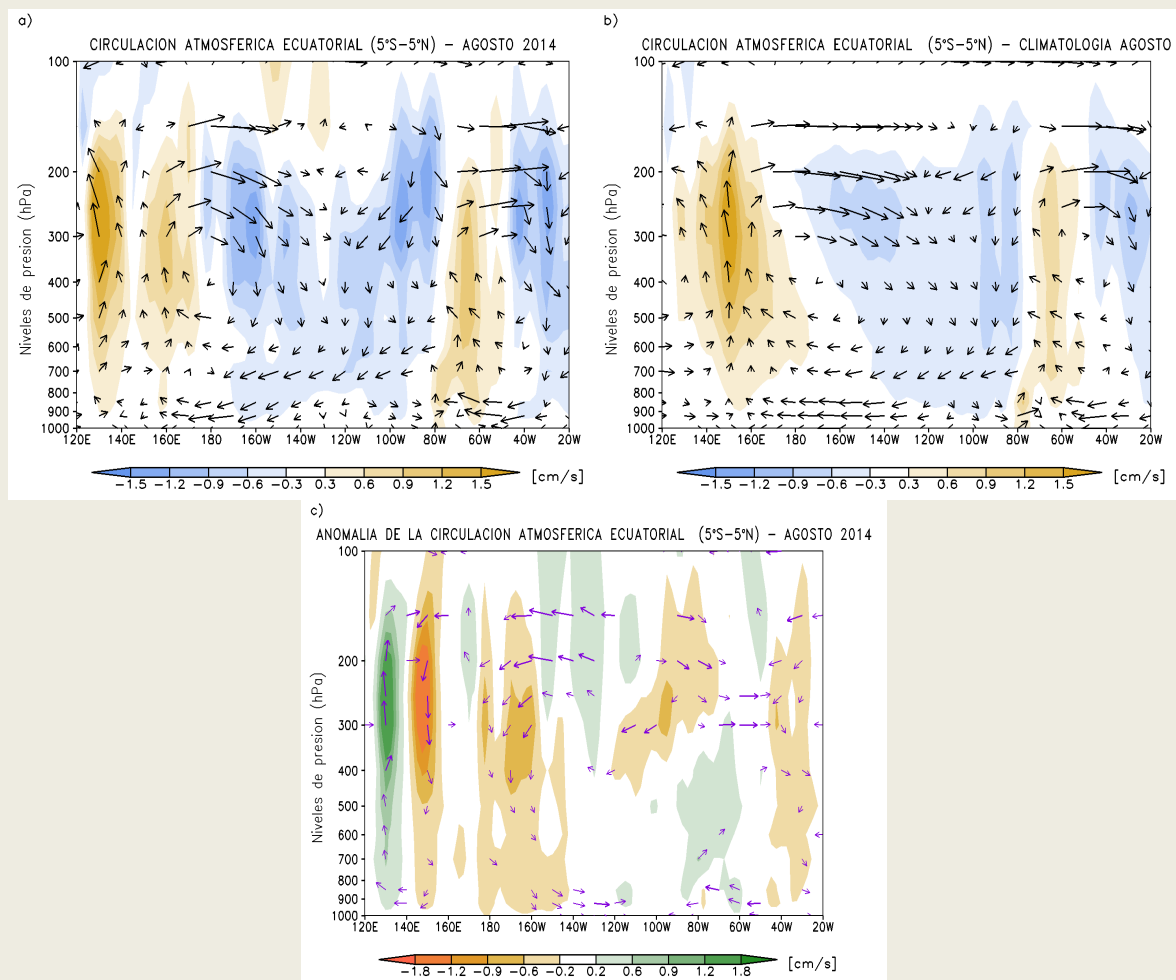 a)
CIRCULACION ATMOSFERICA ECUATORIAL (5°S-5°N) - AGOSTO 2014
Niveles de presion (hPa)
100
200
300
400
500
600
700
800
900
1000
120E 140E 160E 180 160W 140W 120W 100W 80W 60W 40W 20W
-1.5 -1.2 -0.9 -0.6 -0.3 0.3 0.6 0.9 1.2 1.5 [cm/s]
b)
CIRCULACION ATMOSFERICA ECUATORIAL (5°S-5°N) - CLIMATOLOGIA AGOSTO
Niveles de presion (hPa)
100
200
300
400
500
600
700
800
900
1000
120E 140E 160E 180 160W 140W 120W 100W 80W 60W 40W 20W
-1.5 -1.2 -0.9 -0.6 -0.3 0.3 0.6 0.9 1.2 1.5 [cm/s]
c)
ANOMALIA DE LA CIRCULACION ATMOSFERICA ECUATORIAL (5°S-5°N) - AGOSTO 2014
Niveles de presion (hPa)
100
200
300
400
500
600
700
800
900
1000
120E 140E 160E 180 160W 140W 120W 100W 80W 60W 40W 20W
-1.8 -1.2 -0.9 -0.6 -0.2 0.2 0.6 0.9 1.2 1.8 [cm/s]